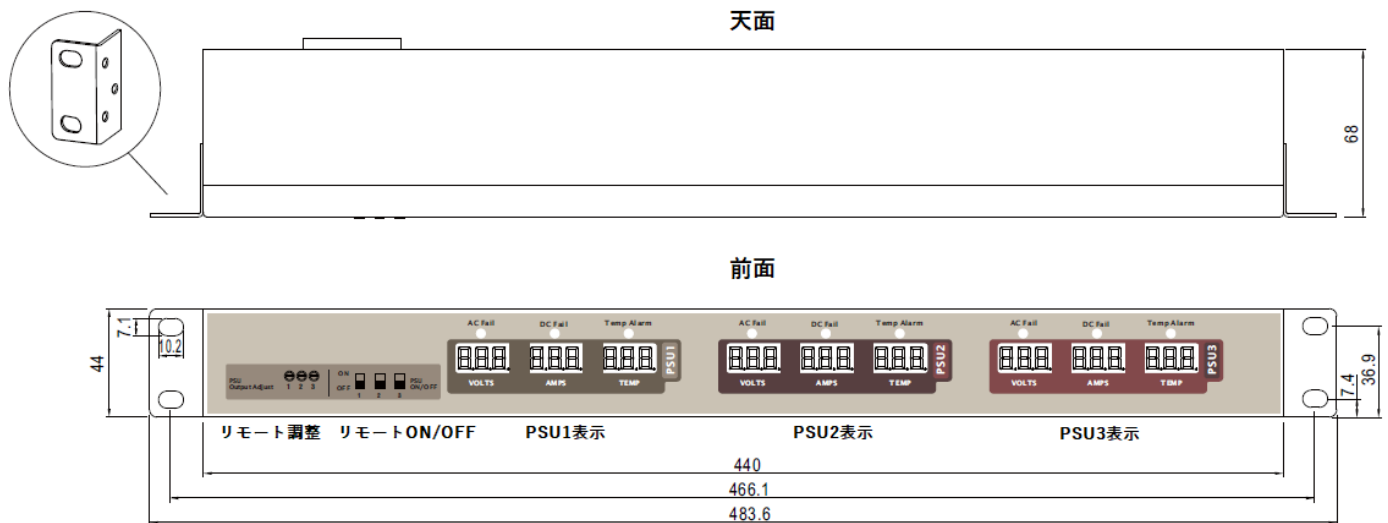 天面
68
前面
44
7.1
10.2
AC Fail DC Fail Temp Alarm
VOLTS AMPS TEMP
PSU1
AC Fail DC Fail Temp Alarm
VOLTS AMPS TEMP
PSU2
AC Fail DC Fail Temp Alarm
VOLTS AMPS TEMP
PSU3
PSU
Output Adjust
1 2 3
ON
OFF
1 2 3
PSU
ON/OFF
7.4
36.9
リモート調整 リモートON/OFF PSU1表示 PSU2表示 PSU3表示
440
466.1
483.6